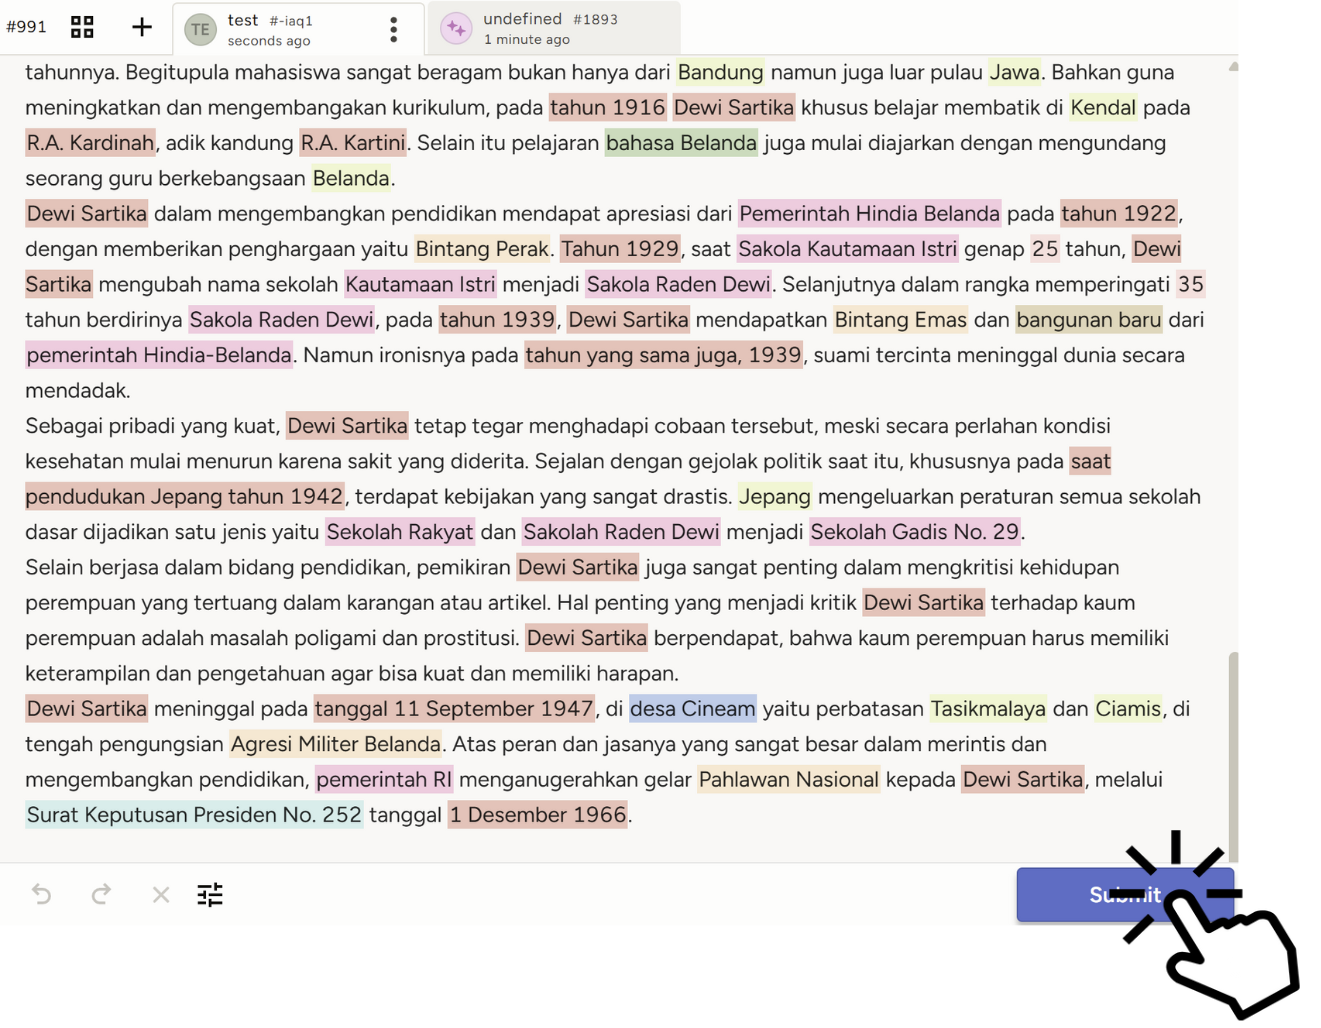 #991
test #-iaq1
TE
seconds ago
undefined #1893
1 minute ago
tahunnya. Begitupula mahasiswa sangat beragam bukan hanya dari Bandung namun juga luar pulau Jawa. Bahkan guna
meningkatkan dan mengembangakan kurikulum, pada tahun 1916 Dewi Sartika khusus belajar membatik di Kendal pada
R.A. Kardinah, adik kandung R.A. Kartini. Selain itu pelajaran bahasa Belanda juga mulai diajarkan dengan mengundang
seorang guru berkebangsaan Belanda.
Dewi Sartika dalam mengembangkan pendidikan mendapat apresiasi dari Pemerintah Hindia Belanda pada tahun 1922,
dengan memberikan penghargaan yaitu Bintang Perak. Tahun 1929, saat Sakola Kautamaan Istri genap 25 tahun, Dewi
Sartika mengubah nama sekolah Kautamaan Istri menjadi Sakola Raden Dewi. Selanjutnya dalam rangka memperingati 35
tahun berdirinya Sakola Raden Dewi, pada tahun 1939, Dewi Sartika mendapatkan Bintang Emas dan bangunan baru dari
pemerintah Hindia-Belanda. Namun ironisnya pada tahun yang sama juga, 1939, suami tercinta meninggal dunia secara
mendadak.
Sebagai pribadi yang kuat, Dewi Sartika tetap tegar menghadapi cobaan tersebut, meski secara perlahan kondisi
kesehatan mulai menurun karena sakit yang diderita. Sejalan dengan gejolak politik saat itu, khususnya pada saat
pendudukan Jepang tahun 1942, terdapat kebijakan yang sangat drastis. Jepang mengeluarkan peraturan semua sekolah
dasar dijadikan satu jenis yaitu Sekolah Rakyat dan Sakolah Raden Dewi menjadi Sekolah Gadis No. 29.
Selain berjasa dalam bidang pendidikan, pemikiran Dewi Sartika juga sangat penting dalam mengkritisi kehidupan
perempuan yang tertuang dalam karangan atau artikel. Hal penting yang menjadi kritik Dewi Sartika terhadap kaum
perempuan adalah masalah poligami dan prostitusi. Dewi Sartika berpendapat, bahwa kaum perempuan harus memiliki
keterampilan dan pengetahuan agar bisa kuat dan memiliki harapan.
Dewi Sartika meninggal pada tanggal 11 September 1947, di desa Cineam yaitu perbatasan Tasikmalaya dan Ciamis, di
tengah pengungsian Agresi Militer Belanda. Atas peran dan jasanya yang sangat besar dalam merintis dan
mengembangkan pendidikan, pemerintah RI menganugerahkan gelar Pahlawan Nasional kepada Dewi Sartika, melalui
Surat Keputusan Presiden No. 252 tanggal 1 Desember 1966.
Submit